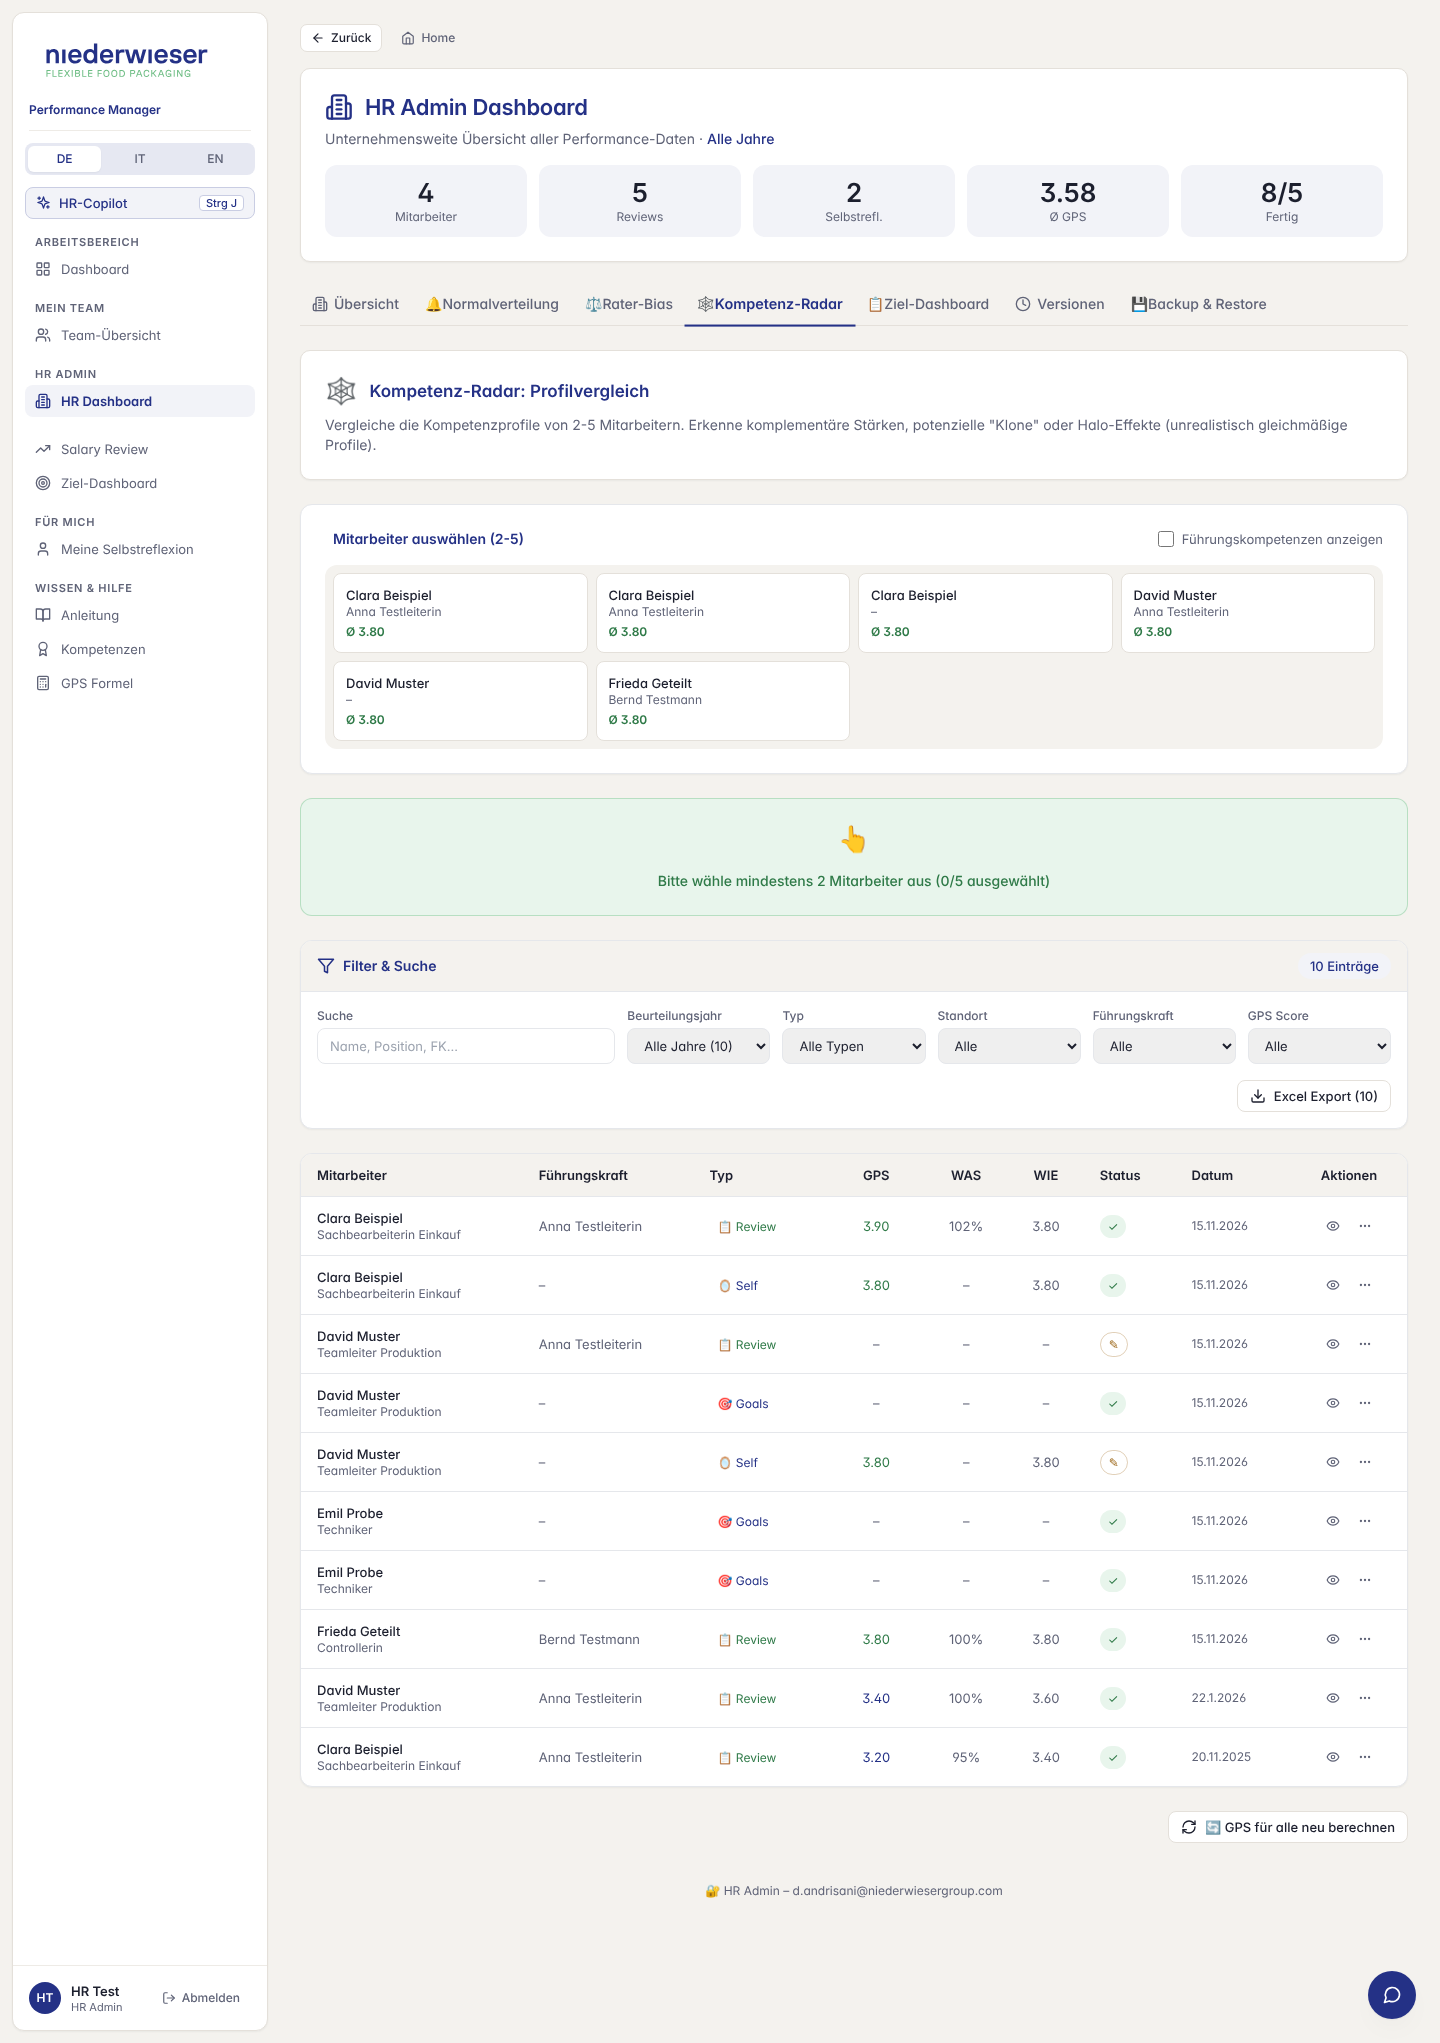 niederwieser
FLEXIBLE FOOD PACKAGING
Performance Manager
DE IT EN
HR-Copilot Strg J
ARBEITSBEREICH
Dashboard
MEIN TEAM
Team-Übersicht
HR ADMIN
HR Dashboard
Salary Review
Ziel-Dashboard
FÜR MICH
Meine Selbstreflexion
WISSEN & HILFE
Anleitung
Kompetenzen
GPS Formel
HT
HR Test
HR Admin
Abmelden
Zurück Home
HR Admin Dashboard
Unternehmensweite Übersicht aller Performance-Daten · Alle Jahre
4
Mitarbeiter
5
Reviews
2
Selbstrefl.
3.58
Ø GPS
8/5
Fertig
Übersicht 🔔Normalverteilung ⚖️Rater-Bias 🕸️Kompetenz-Radar 📋Ziel-Dashboard Versionen 💾Backup & Restore
🕸️ Kompetenz-Radar: Profilvergleich
Vergleiche die Kompetenzprofile von 2-5 Mitarbeitern. Erkenne komplementäre Stärken, potenzielle "Klone" oder Halo-Effekte (unrealistisch gleichmäßige
Profile).
Mitarbeiter auswählen (2-5) Führungskompetenzen anzeigen
Clara Beispiel
Anna Testleiterin
Ø 3.80
Clara Beispiel
Anna Testleiterin
Ø 3.80
Clara Beispiel
–
Ø 3.80
David Muster
Anna Testleiterin
Ø 3.80
David Muster
–
Ø 3.80
Frieda Geteilt
Bernd Testmann
Ø 3.80
👆
Bitte wähle mindestens 2 Mitarbeiter aus (0/5 ausgewählt)
Filter & Suche 10 Einträge
Suche Beurteilungsjahr Typ Standort Führungskraft GPS Score
Name, Position, FK... Alle Jahre (10) Alle Typen Alle Alle Alle
Excel Export (10)
Mitarbeiter Führungskraft Typ GPS WAS WIE Status Datum Aktionen
Clara Beispiel
Sachbearbeiterin Einkauf
Anna Testleiterin 📋 Review 3.90 102% 3.80 ✓ 15.11.2026
Clara Beispiel
Sachbearbeiterin Einkauf
– 🪞 Self 3.80 – 3.80 ✓ 15.11.2026
David Muster
Teamleiter Produktion
Anna Testleiterin 📋 Review – – – ✎ 15.11.2026
David Muster
Teamleiter Produktion
– 🎯 Goals – – – ✓ 15.11.2026
David Muster
Teamleiter Produktion
– 🪞 Self 3.80 – 3.80 ✎ 15.11.2026
Emil Probe
Techniker
– 🎯 Goals – – – ✓ 15.11.2026
Emil Probe
Techniker
– 🎯 Goals – – – ✓ 15.11.2026
Frieda Geteilt
Controllerin
Bernd Testmann 📋 Review 3.80 100% 3.80 ✓ 15.11.2026
David Muster
Teamleiter Produktion
Anna Testleiterin 📋 Review 3.40 100% 3.60 ✓ 22.1.2026
Clara Beispiel
Sachbearbeiterin Einkauf
Anna Testleiterin 📋 Review 3.20 95% 3.40 ✓ 20.11.2025
🔄 GPS für alle neu berechnen
🔐 HR Admin – d.andrisani@niederwiesergroup.com